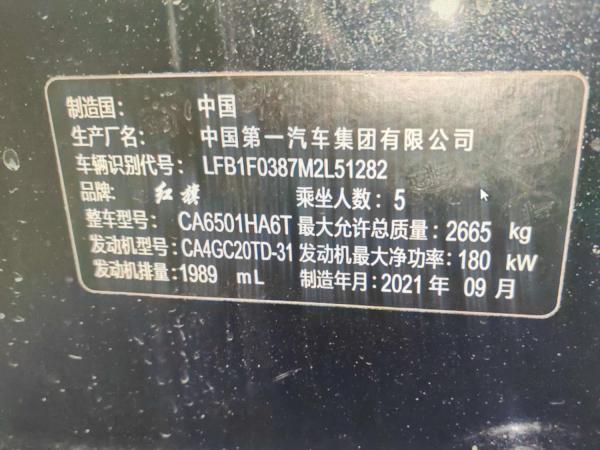 制造国： 中国
生产厂名： 中国第一汽车集团有限公司
车辆识别代号： LFB1F0387M2L51282
品牌： 红旗 乘坐人数：5
整车型号： CA6501HA6T 最大允许总质量：2665 kg
发动机型号：CA4GC20TD-31 发动机最大净功率：180 kW
发动机排量：1989 mL 制造年月：2021 年 09 月